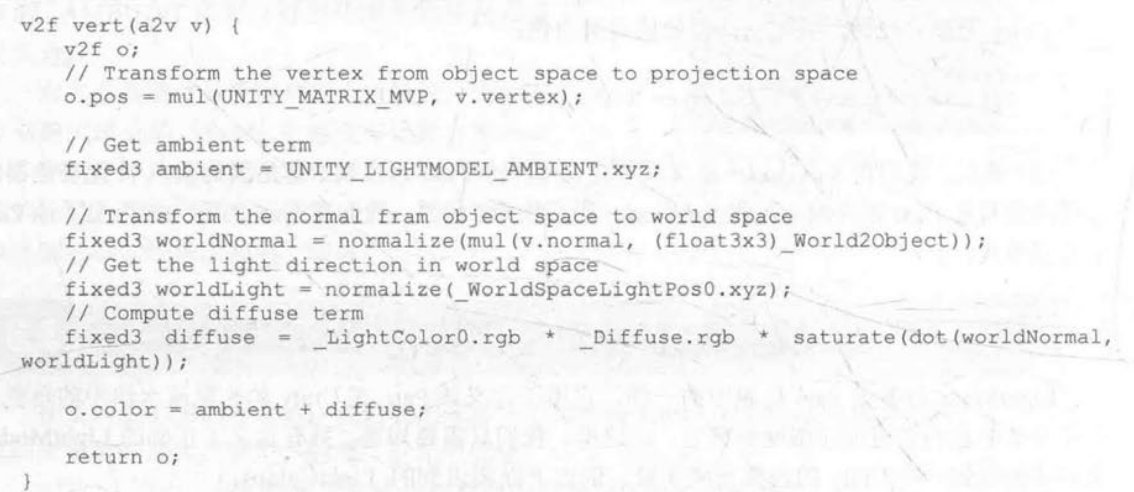 v2f vert(a2v v) {
v2f o;
// Transform the vertex from object space to projection space
o.pos = mul(UNITY_MATRIX_MVP, v.vertex);
// Get ambient term
fixed3 ambient = UNITY_LIGHTMODEL_AMBIENT.xyz;
// Transform the normal fram object space to world space
fixed3 worldNormal = normalize(mul(v.normal, (float3x3)_World2Object));
// Get the light direction in world space
fixed3 worldLight = normalize(_WorldSpaceLightPos0.xyz);
// Compute diffuse term
fixed3 diffuse = _LightColor0.rgb * _Diffuse.rgb * saturate(dot(worldNormal,
worldLight));
o.color = ambient + diffuse;
return o;
}